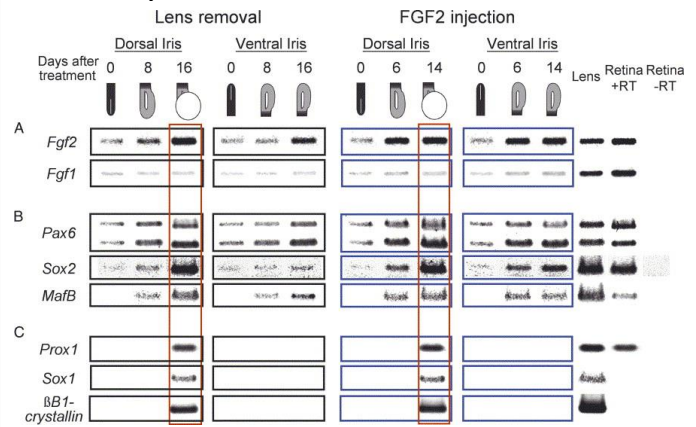 Lens removal FGF2 injection
Dorsal Iris Ventral Iris Dorsal Iris Ventral Iris
Days after treatment 0 8 16 0 8 16 0 6 14 0 6 14 Lens Retina +RT Retina -RT
A
Fgf2
Fgf1
B
Pax6
Sox2
MafB
C
Prox1
Sox1
ßB1-
crystallin